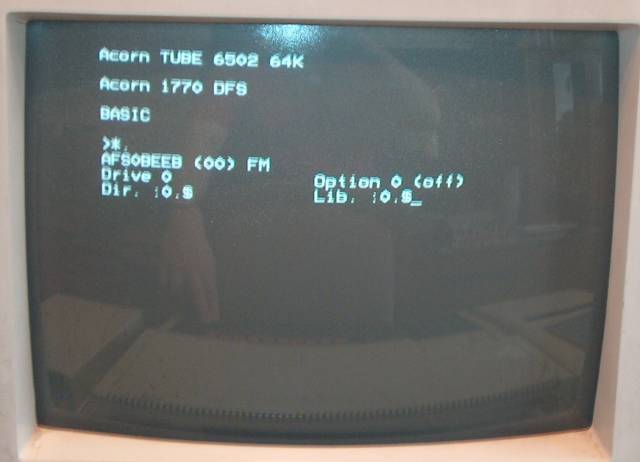 Acorn TUBE 6502 64K
Acorn 1770 DFS
BASIC
>*.
AFS0BEEB (00) FM
Drive 0 Option 0 (off)
Dir. :0.$ Lib. :0.$_